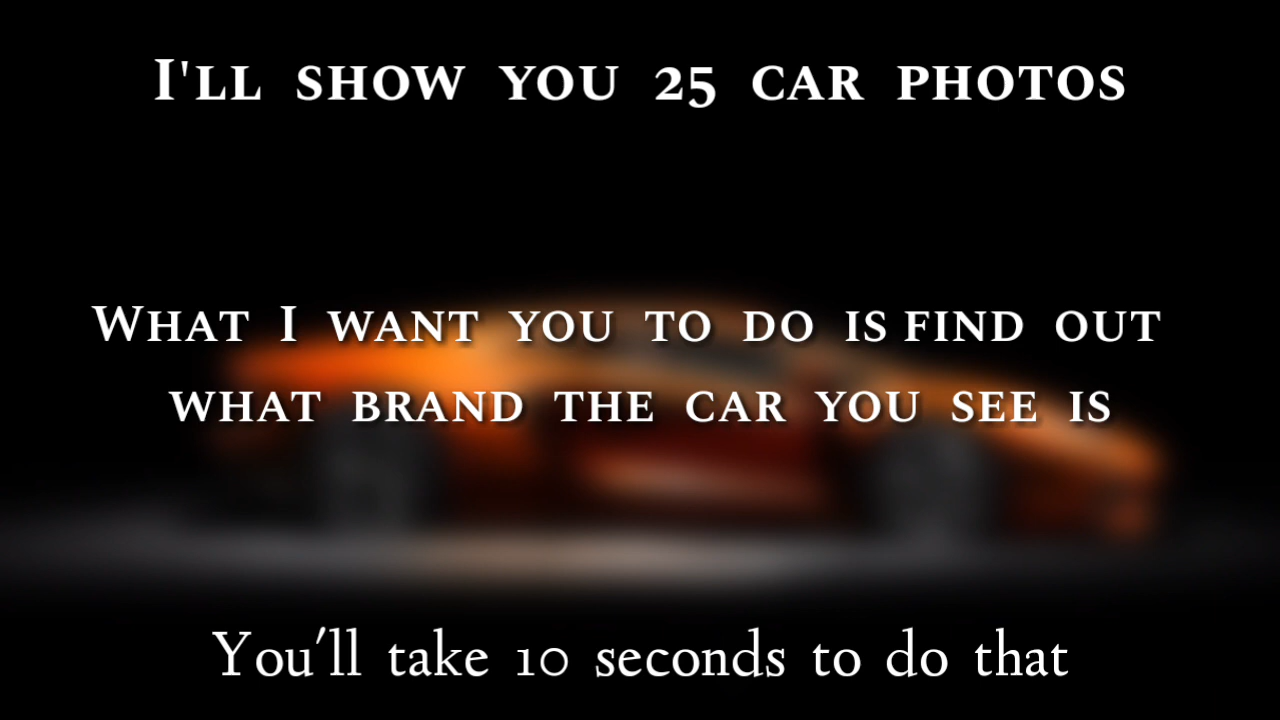 I'll show you 25 car photos
What I want you to do is find out
what brand the car you see is
You'll take 10 seconds to do that